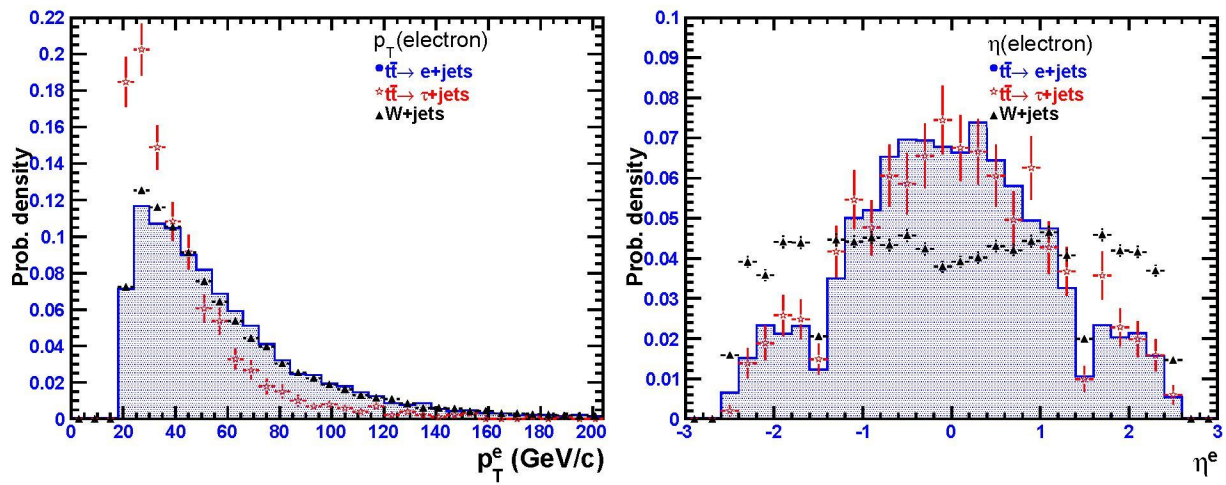 p_T(electron)
tt̄→ e+jets
tt̄→ τ+jets
W+jets
Prob. density
0.22
0.2
0.18
0.16
0.14
0.12
0.1
0.08
0.06
0.04
0.02
0
0 20 40 60 80 100 120 140 160 180 200
p_T^e (GeV/c)
η(electron)
tt̄→ e+jets
tt̄→ τ+jets
W+jets
Prob. density
0.1
0.09
0.08
0.07
0.06
0.05
0.04
0.03
0.02
0.01
0
-3 -2 -1 0 1 2 3
η^e